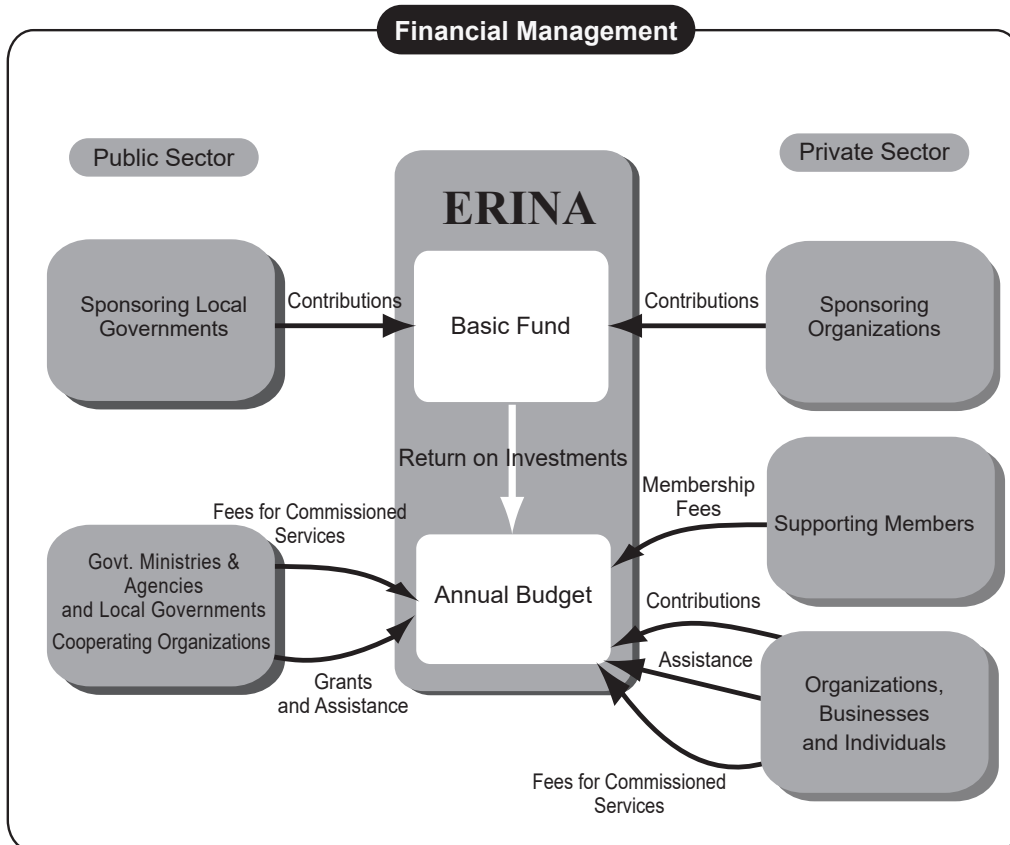 Financial Management
Public Sector
Private Sector
ERINA
Sponsoring Local
Governments
Contributions
Basic Fund
Contributions
Sponsoring
Organizations
Return on Investments
Fees for Commissioned
Services
Govt. Ministries &
Agencies
and Local Governments
Cooperating Organizations
Grants
and Assistance
Annual Budget
Membership
Fees
Supporting Members
Contributions
Assistance
Fees for Commissioned
Services
Organizations,
Businesses
and Individuals